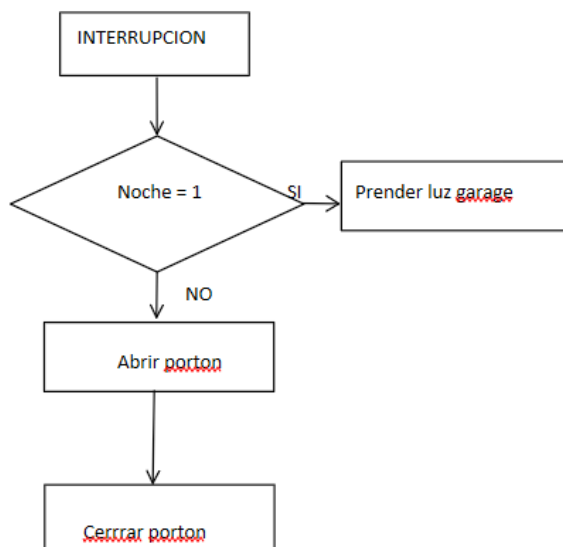 INTERRUPCION
Noche = 1
SI
Prender luz garage
NO
Abrir porton
Cerrrar porton